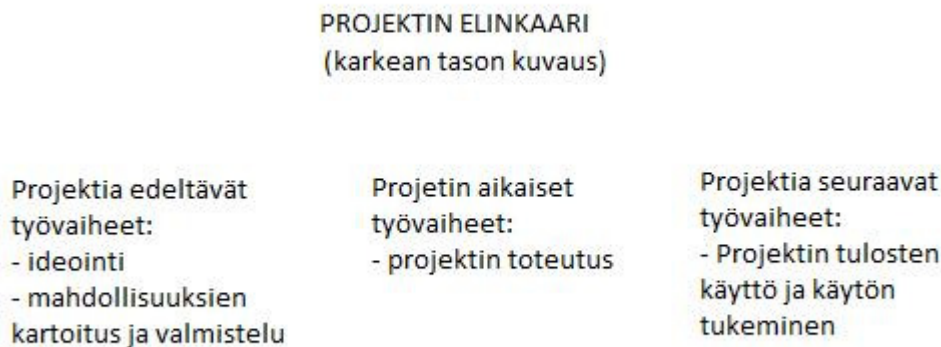 PROJEKTIN ELINKAARI
(karkean tason kuvaus)
Projektia edeltävät
työvaiheet:
- ideointi
- mahdollisuuksien
kartoitus ja valmistelu
Projetin aikaiset
työvaiheet:
- projektin toteutus
Projektia seuraavat
työvaiheet:
- Projektin tulosten
käyttö ja käytön
tukeminen